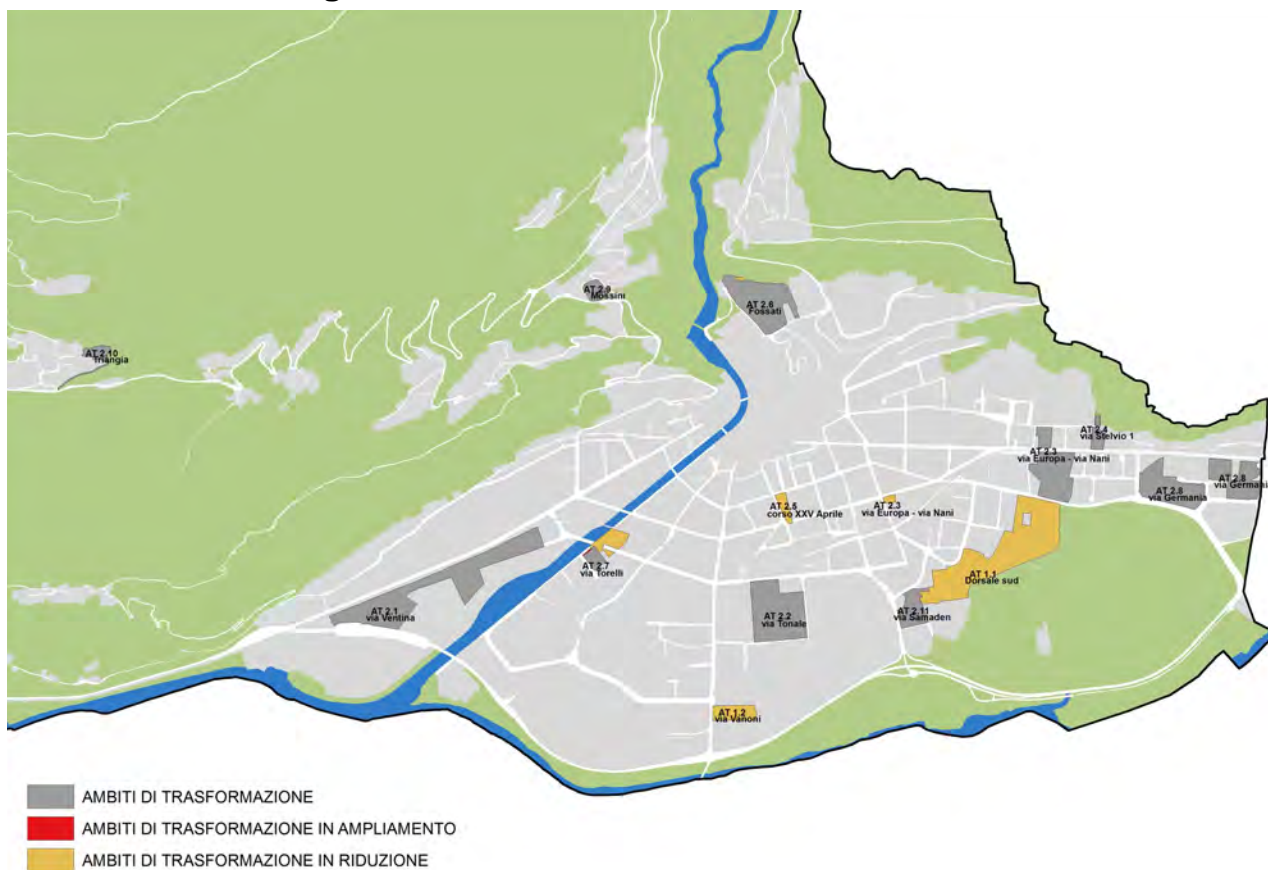 AT 2.9
Mossini
AT 2.6
Fossati
AT 2.10
Triangia
AT 2.4
via Stelvio 1
AT 2.3
via Europa - via Nani
AT 2.8
via Germania
AT 2.8
via Germani
AT 2.5
corso XXV Aprile
AT 2.3
via Europa - via Nani
AT 2.7
via Torelli
AT 1.1
Dorsale sud
AT 2.1
via Ventina
AT 2.2
via Tonale
AT 2.11
via Samaden
AT 1.2
via Vanoni
AMBITI DI TRASFORMAZIONE
AMBITI DI TRASFORMAZIONE IN AMPLIAMENTO
AMBITI DI TRASFORMAZIONE IN RIDUZIONE